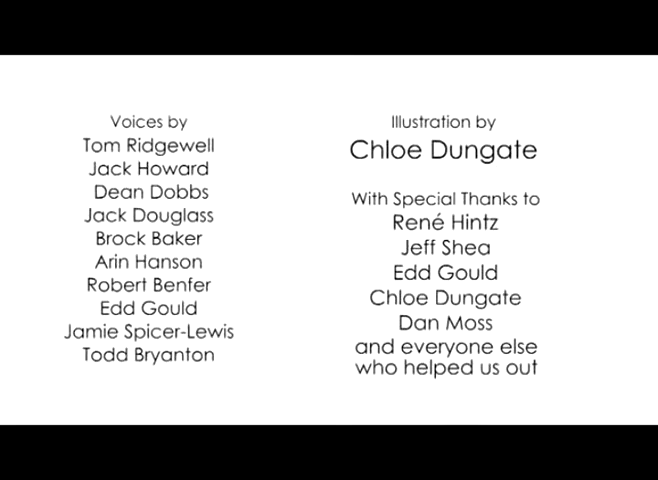 Voices by
Tom Ridgewell
Jack Howard
Dean Dobbs
Jack Douglass
Brock Baker
Arin Hanson
Robert Benfer
Edd Gould
Jamie Spicer-Lewis
Todd Bryanton
Illustration by
Chloe Dungate
With Special Thanks to
René Hintz
Jeff Shea
Edd Gould
Chloe Dungate
Dan Moss
and everyone else
who helped us out